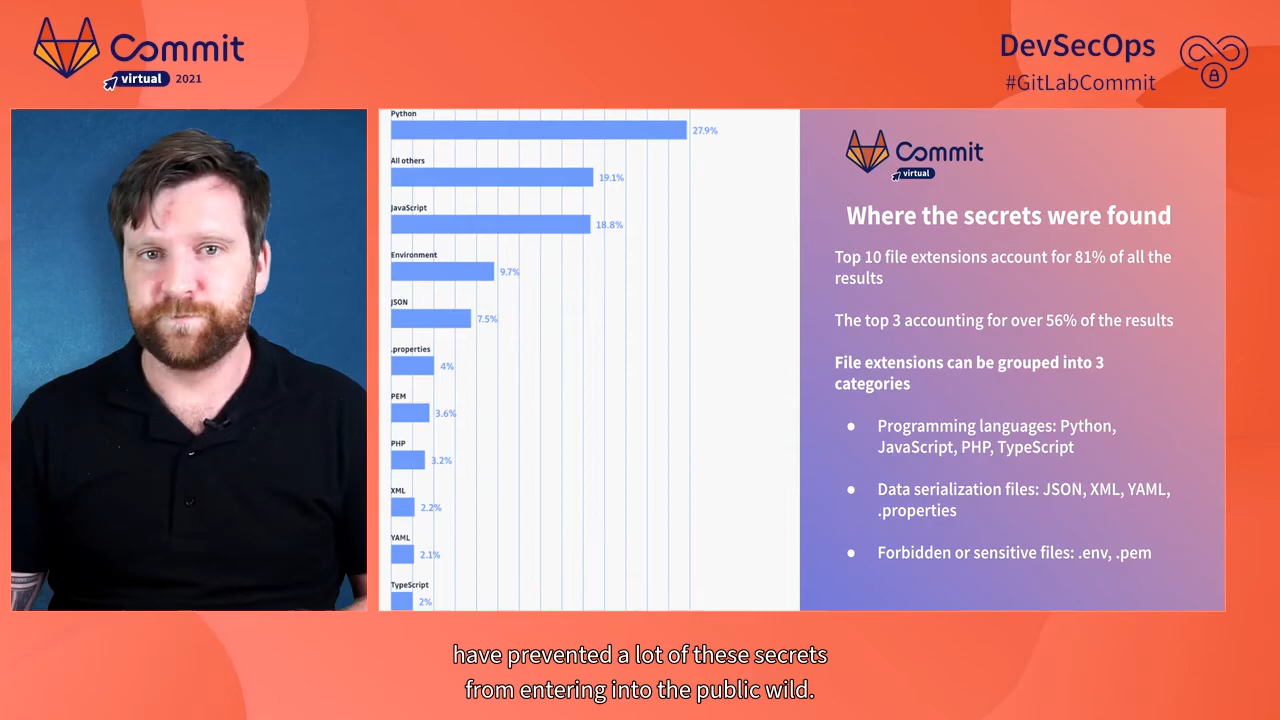 Commit
virtual 2021
DevSecOps
#GitLabCommit
Python
27.9%
All others
19.1%
JavaScript
18.8%
Environment
9.7%
JSON
7.5%
.properties
4%
PEM
3.6%
PHP
3.2%
XML
2.2%
YAML
2.1%
TypeScript
2%
Commit
virtual
Where the secrets were found
Top 10 file extensions account for 81% of all the
results
The top 3 accounting for over 56% of the results
File extensions can be grouped into 3
categories
● Programming languages: Python,
JavaScript, PHP, TypeScript
● Data serialization files: JSON, XML, YAML,
.properties
● Forbidden or sensitive files: .env, .pem
have prevented a lot of these secrets
from entering into the public wild.